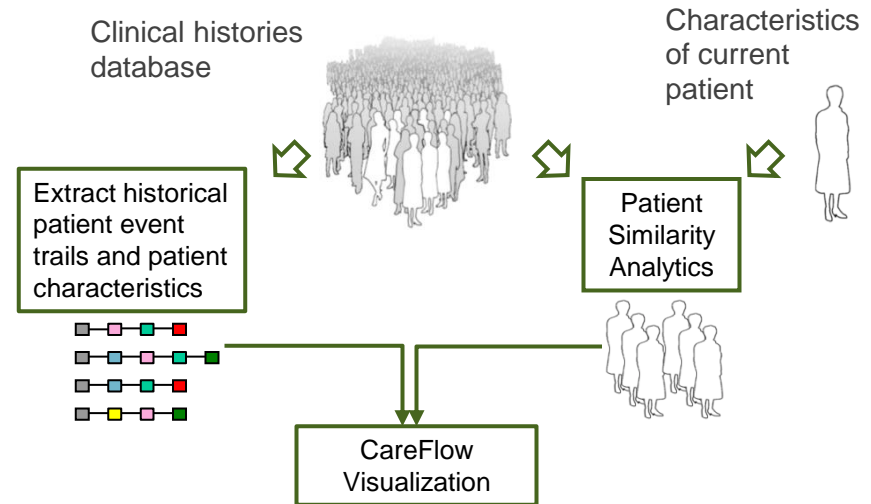 Clinical histories
database
Characteristics
of current
patient
Extract historical
patient event
trails and patient
characteristics
Patient
Similarity
Analytics
CareFlow
Visualization